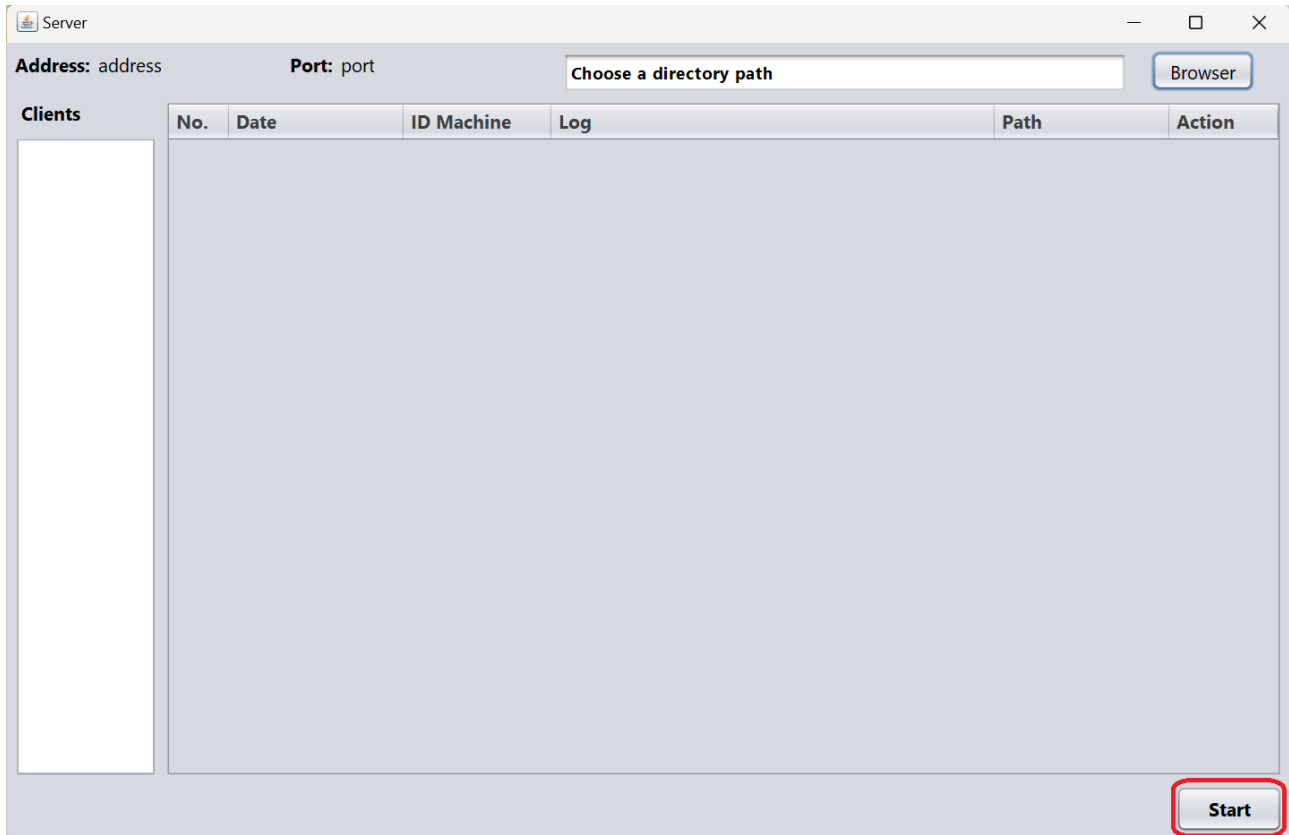 Server
Address: address Port: port Choose a directory path Browser
Clients
No. Date ID Machine Log Path Action
Start